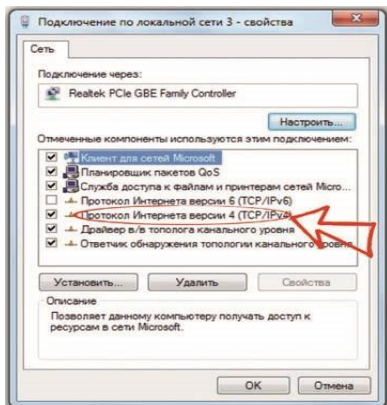 Подключение по локальной сети 3 - свойства
Сеть
Подключение через:
Realtek PCIe GBE Family Controller
Настроить...
Отмеченные компоненты используются этим подключением:
Клиент для сетей Microsoft
Планировщик пакетов QoS
Служба доступа к файлам и принтерам сетей Micro...
Протокол Интернета версии 6 (TCP/IPv6)
Протокол Интернета версии 4 (TCP/IPv4)
Драйвер в/в тополога канального уровня
Ответчик обнаружения топологии канального уровня
Установить...
Удалить
Свойства
Описание
Позволяет данному компьютеру получать доступ к
ресурсам в сети Microsoft.
OK
Отмена